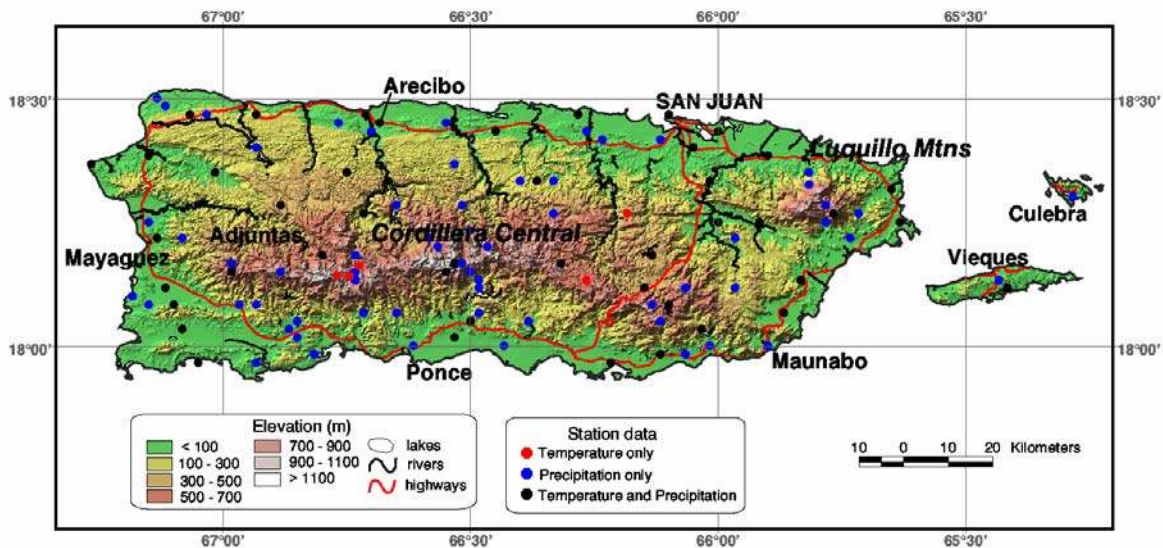 67°00' 66°30' 66°00' 65°30'
18°30' 18°30'
Arecibo
SAN JUAN
Luquillo Mtns
Culebra
Adjuntas Cordillera Central
Mayaguez Vieques
18°00' 18°00'
Ponce Maunabo
Elevation (m)
< 100 700 - 900 lakes
100 - 300 900 - 1100 rivers
300 - 500 > 1100 highways
500 - 700
Station data
Temperature only
Precipitation only
Temperature and Precipitation
10 0 10 20 Kilometers
67°00' 66°30' 66°00' 65°30'